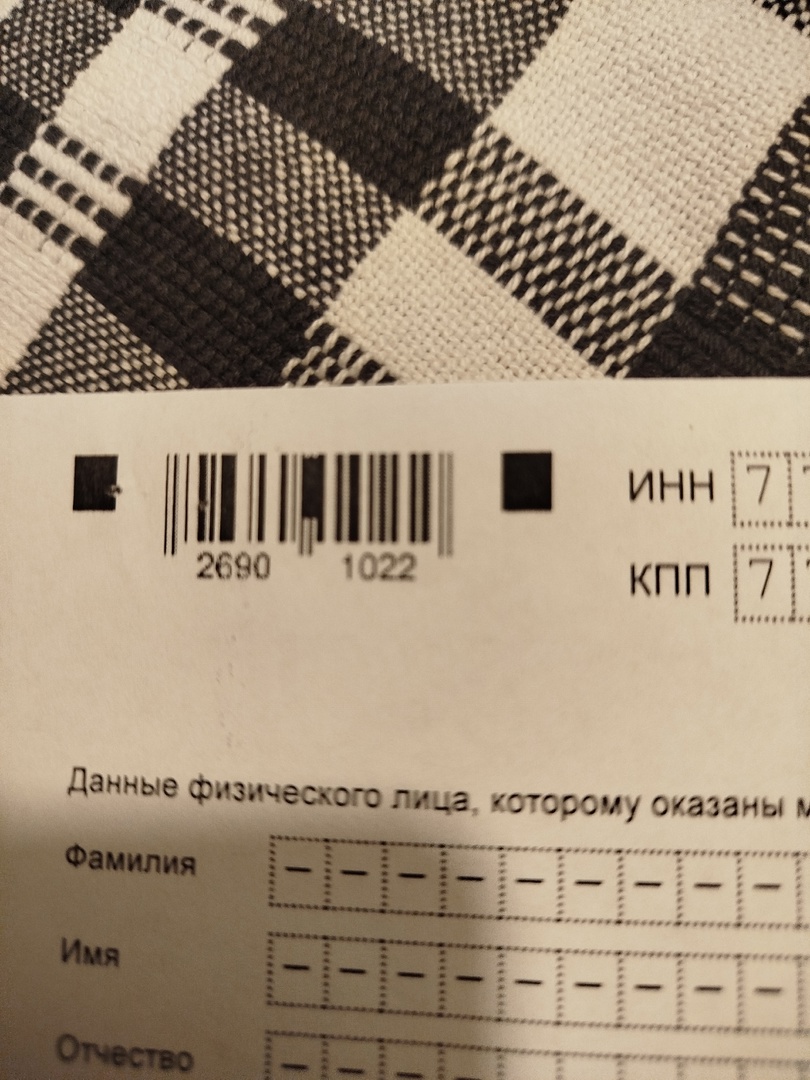 2690 1022
ИНН 7
КПП 7
Данные физического лица, которому оказаны
Фамилия – – – – – – – – –
Имя – – – – – – – – –
Отчество – – –